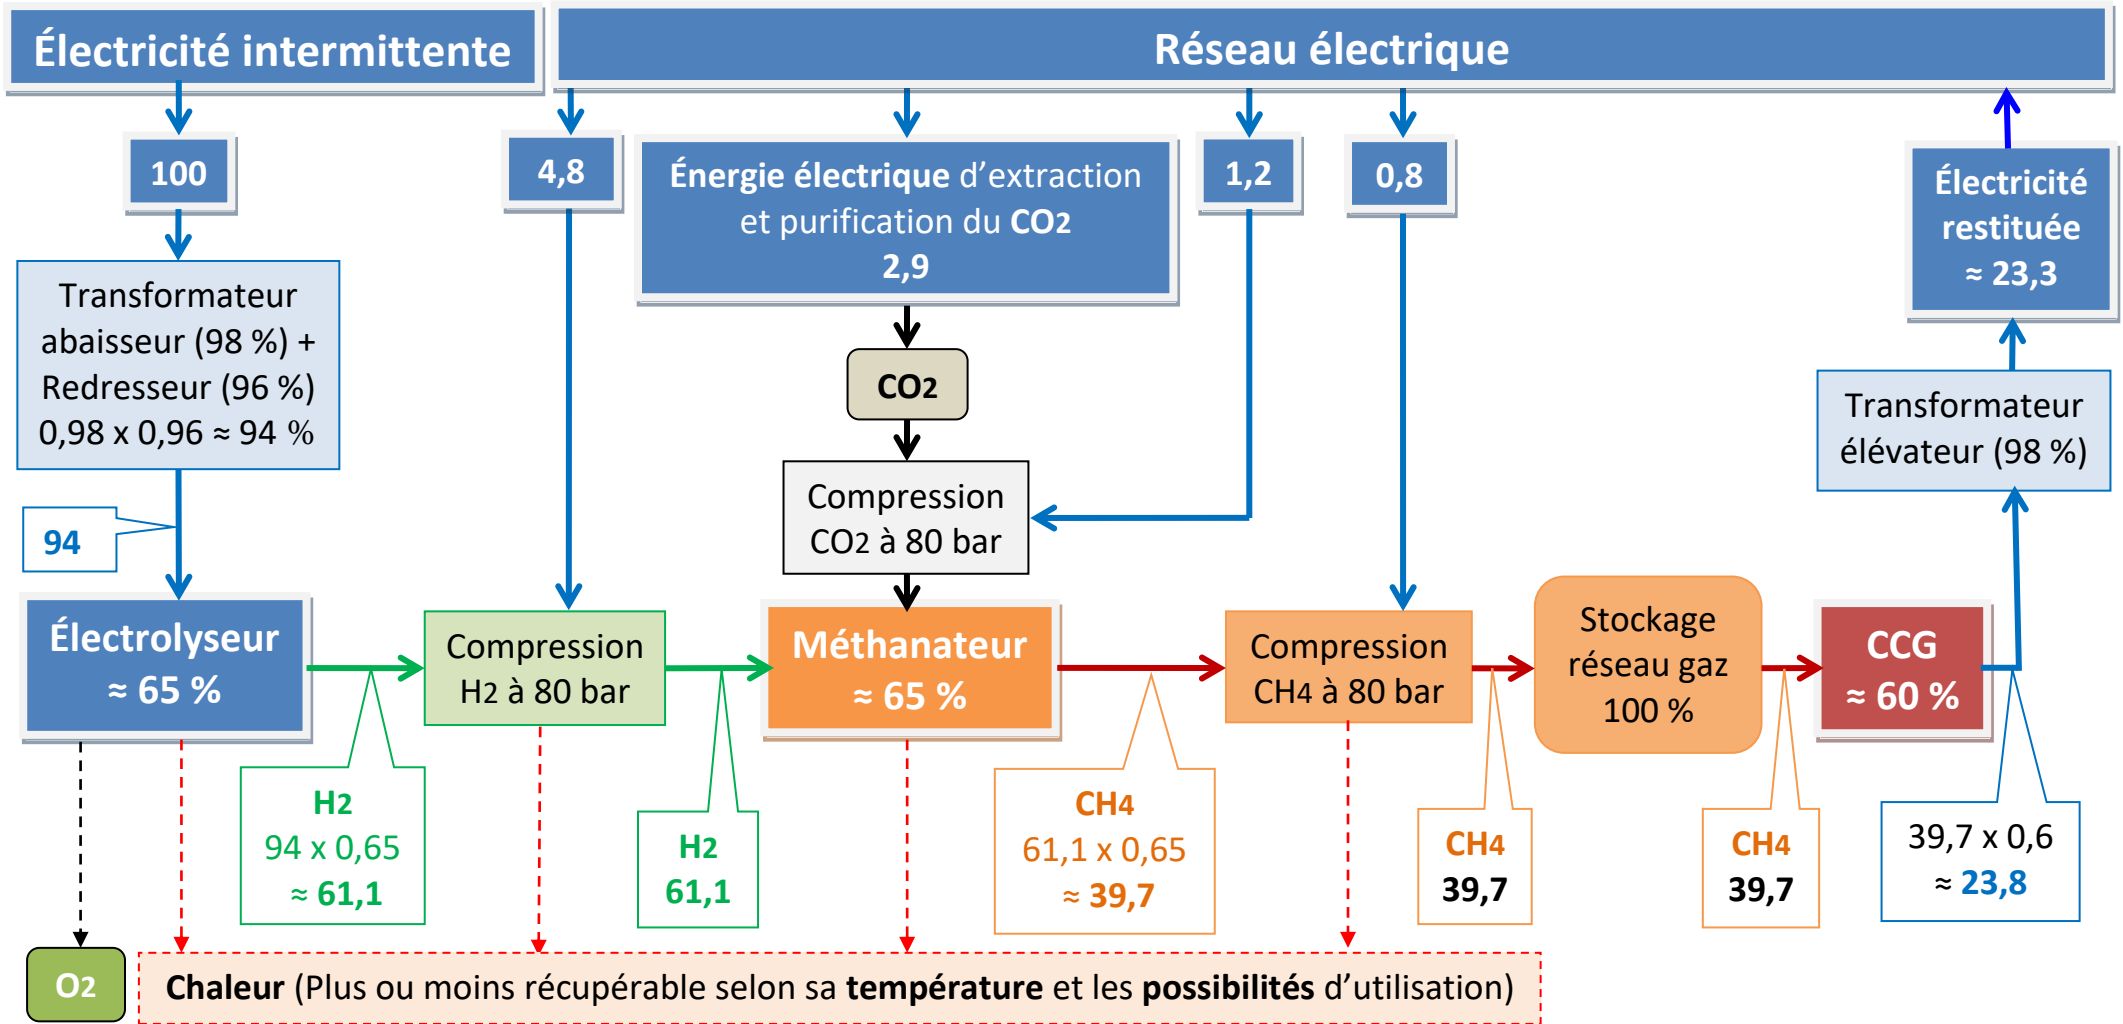 Électricité intermittente
Réseau électrique
100
4,8
Énergie électrique d’extraction
et purification du CO2
2,9
1,2
0,8
Électricité
restituée
≈ 23,3
Transformateur
abaisseur (98 %) +
Redresseur (96 %)
0,98 x 0,96 ≈ 94 %
CO2
Transformateur
élévateur (98 %)
94
Compression
CO2 à 80 bar
Électrolyseur
≈ 65 %
Compression
H2 à 80 bar
Méthanateur
≈ 65 %
Compression
CH4 à 80 bar
Stockage
réseau gaz
100 %
CCG
≈ 60 %
H2
94 x 0,65
≈ 61,1
H2
61,1
CH4
61,1 x 0,65
≈ 39,7
CH4
39,7
CH4
39,7
39,7 x 0,6
≈ 23,8
O2
Chaleur (Plus ou moins récupérable selon sa température et les possibilités d’utilisation)